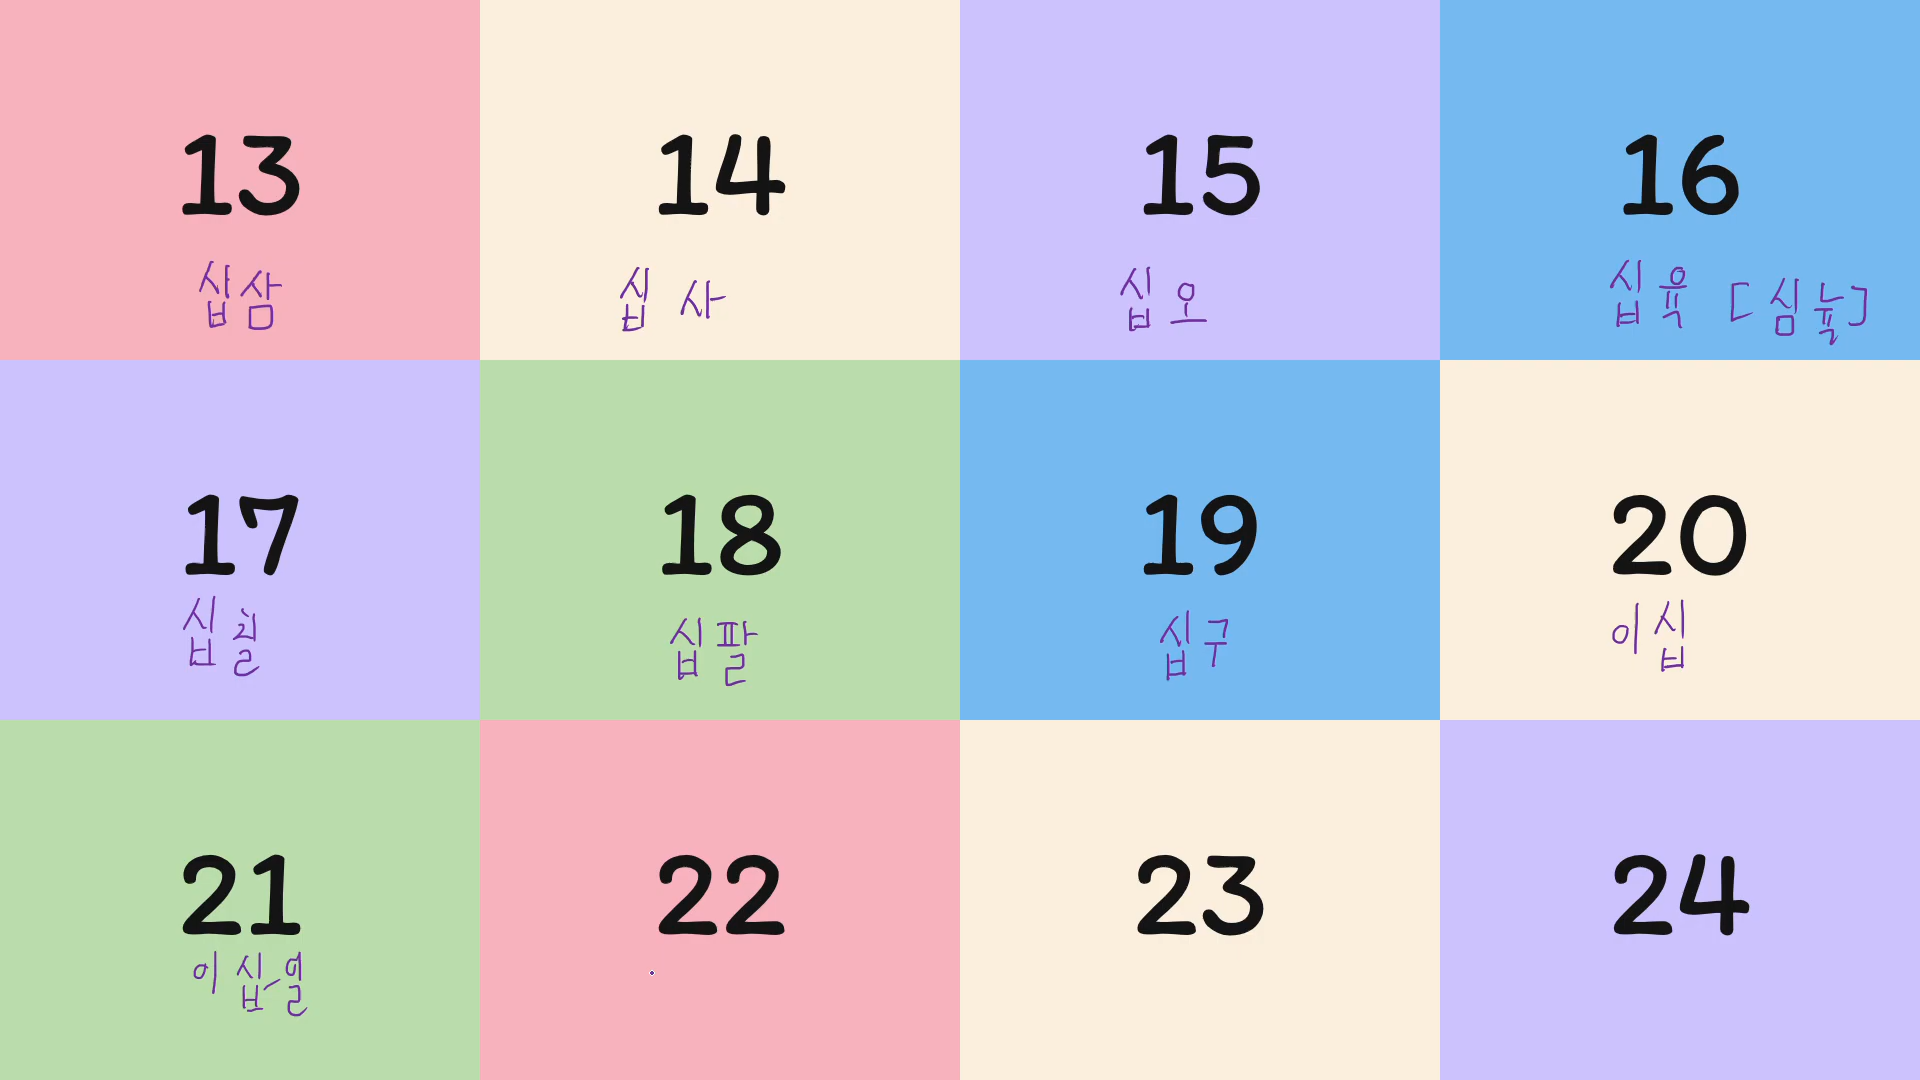 13
십삼
14
십 사
15
십 오
16
십 육 [심뉵]
17
십 칠
18
십 팔
19
십 구
20
이십
21
이 십일
22
23
24